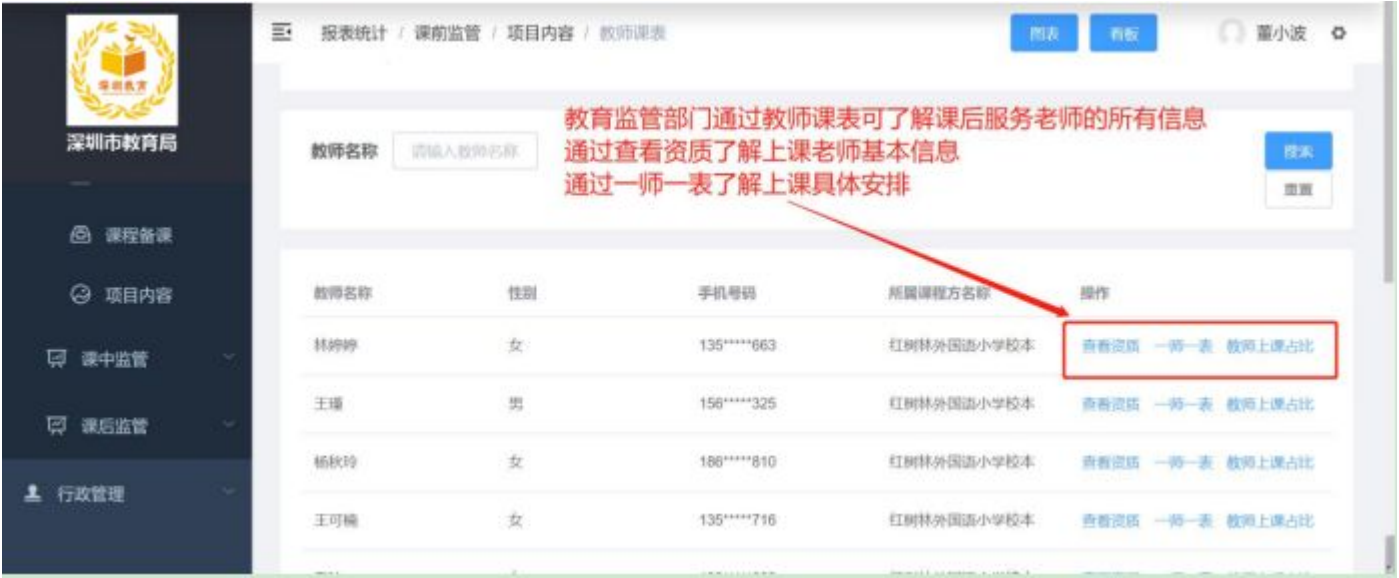 报表统计 / 课前监管 / 项目内容 / 教师课表
图表
看板
董小波
深圳教育
深圳市教育局
教育监管部门通过教师课表可了解课后服务老师的所有信息
教师名称 请输入教师名称
通过查看资质了解上课老师基本信息
搜索
通过一师一表了解上课具体安排
重置
课程备课
项目内容
课中监管
课后监管
行政管理
教师名称 性别 手机号码 所属课程方名称 操作
林婷婷 女 135*****663 红树林外国语小学校本 查看资质 一师一表 教师上课占比
王瑾 男 156*****325 红树林外国语小学校本 查看资质 一师一表 教师上课占比
杨秋玲 女 186*****810 红树林外国语小学校本 查看资质 一师一表 教师上课占比
王可楠 女 135*****716 红树林外国语小学校本 查看资质 一师一表 教师上课占比